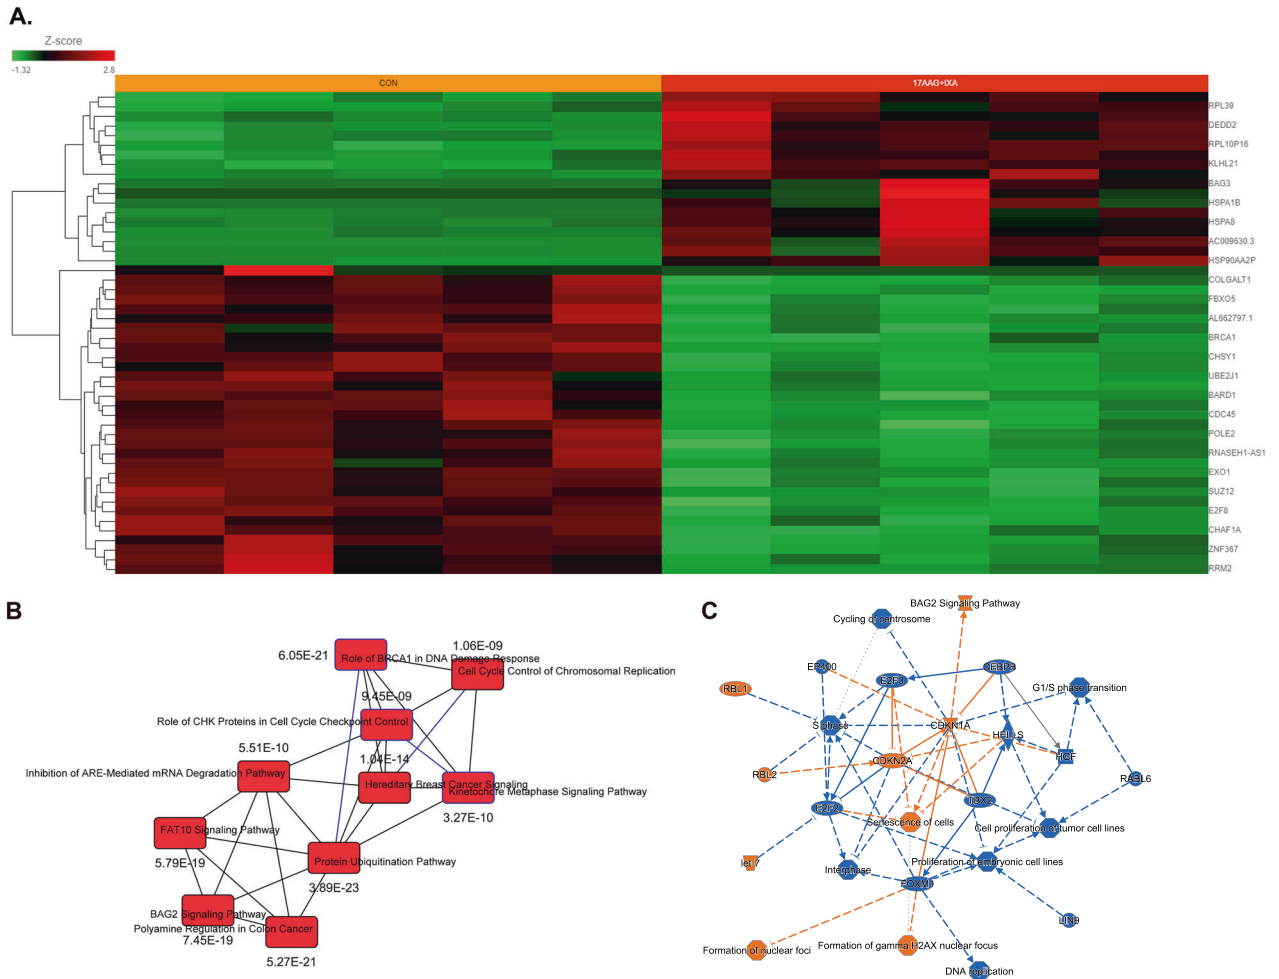 A.
Z-score
-1.32 2.8
CON 17AAG+IXA
RPL39
DEDD2
RPL10P16
KLHL21
BAG3
HSPA1B
HSPA8
AC009630.3
HSP90AA2P
COLGALT1
FBXO5
AL662797.1
BRCA1
CHSY1
UBE2J1
BARD1
CDC45
POLE2
RNASEH1-AS1
EXO1
SUZ12
E2F8
CHAF1A
ZNF367
RRM2
B
6.05E-21
Role of BRCA1 in DNA Damage Response
1.06E-09
Cell Cycle Control of Chromosomal Replication
9.45E-09
Role of CHK Proteins in Cell Cycle Checkpoint Control
5.51E-10
Inhibition of ARE-Mediated mRNA Degradation Pathway
1.04E-14
Hereditary Breast Cancer Signaling
Kinetochore Metaphase Signaling Pathway
3.27E-10
FAT10 Signaling Pathway
5.79E-19
Protein Ubiquitination Pathway
3.89E-23
BAG2 Signaling Pathway
Polyamine Regulation in Colon Cancer
7.45E-19
5.27E-21
C
BAG2 Signaling Pathway
Cycling of centrosome
EP400
E2F3
RBL1
G1/S phase transition
S phase
CDKN1A
HELLS
HCF
CDKN2A
RBL2
RABL6
E2F2
TBX2
Senescence of cells
Cell proliferation of tumor cell lines
let-7
Interphase
Proliferation of embryonic cell lines
FOXM1
LIN9
Formation of nuclear foci
Formation of gamma H2AX nuclear focus
DNA replication